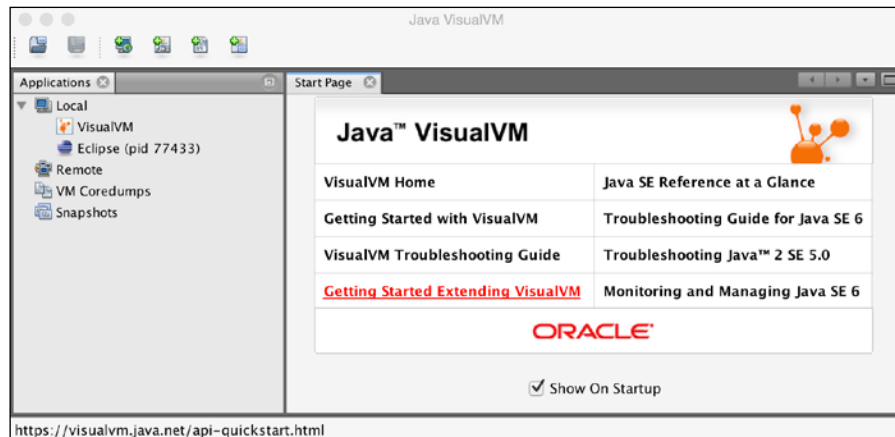 Java VisualVM
Applications
Start Page
Local
VisualVM
Eclipse (pid 77433)
Remote
VM Coredumps
Snapshots
Java™ VisualVM
VisualVM Home
Java SE Reference at a Glance
Getting Started with VisualVM
Troubleshooting Guide for Java SE 6
VisualVM Troubleshooting Guide
Troubleshooting Java™ 2 SE 5.0
Getting Started Extending VisualVM
Monitoring and Managing Java SE 6
ORACLE
Show On Startup
https://visualvm.java.net/api-quickstart.html